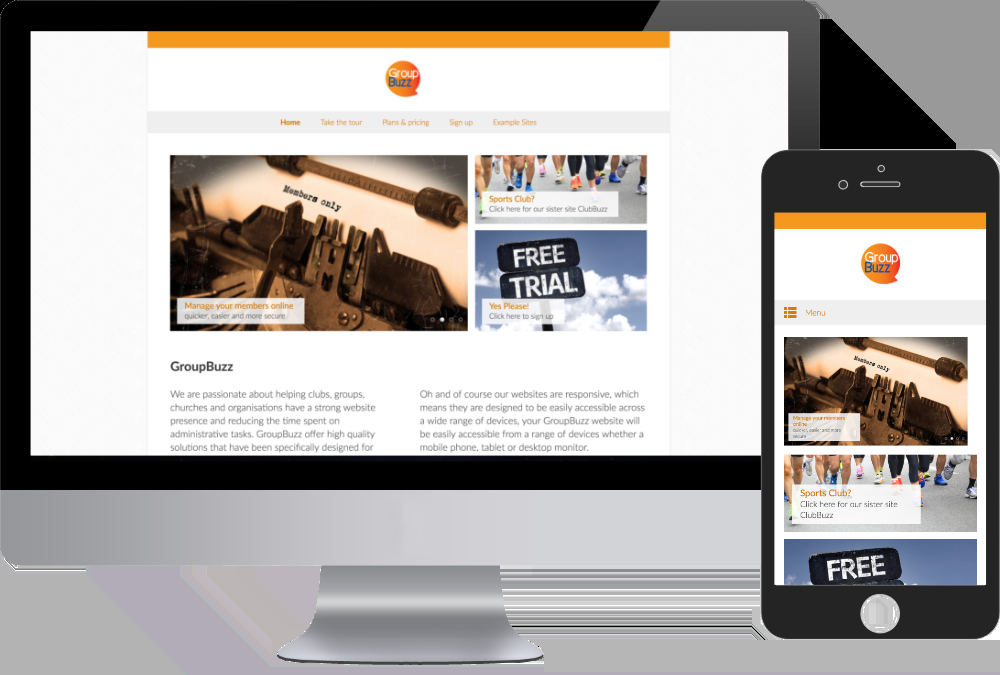 Group
Buzz
Home Take the tour Plans & pricing Sign up Example Sites
Members only
Manage your members online
quicker, easier and more secure
Sports Club?
Click here for our sister site ClubBuzz
FREE
TRIAL
Yes Please!
Click here to sign up
GroupBuzz
We are passionate about helping clubs, groups,
churches and organisations have a strong website
presence and reducing the time spent on
administrative tasks. GroupBuzz offer high quality
solutions that have been specifically designed for
Oh and of course our websites are responsive, which
means they are designed to be easily accessible across
a wide range of devices, your GroupBuzz website will
be easily accessible from a range of devices whether a
mobile phone, tablet or desktop monitor.
Group
Buzz
Menu
Members only
Manage your members
online
quicker, easier and more
secure
Sports Club?
Click here for our sister site
ClubBuzz
FREE